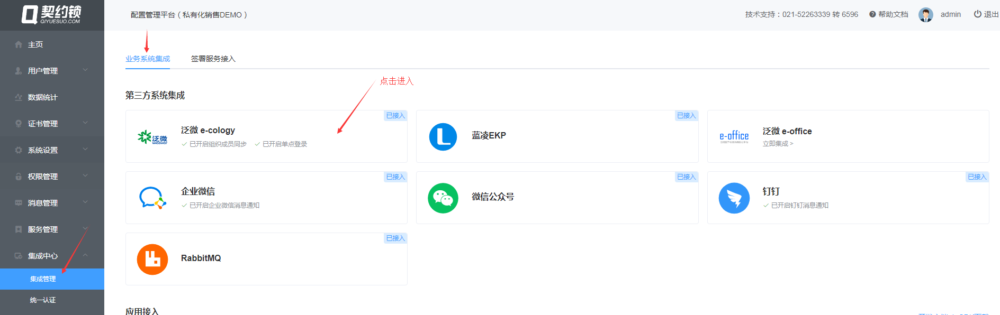 契约锁
QIYUESUO.COM
配置管理平台（私有化销售DEMO）
技术支持：021-52263339 转 6596
帮助文档
admin
退出
主页
用户管理
数据统计
证书管理
系统设置
权限管理
消息管理
服务管理
集成中心
集成管理
统一认证
业务系统集成
签署服务接入
点击进入
第三方系统集成
已接入
泛微
weaver
泛微 e-cology
已开启组织成员同步
已开启单点登录
已接入
蓝凌EKP
e-office
泛微 e-office
立即集成 >
已接入
企业微信
已开启企业微信消息通知
已接入
微信公众号
已接入
钉钉
已开启钉钉消息通知
已接入
RabbitMQ
应用接入